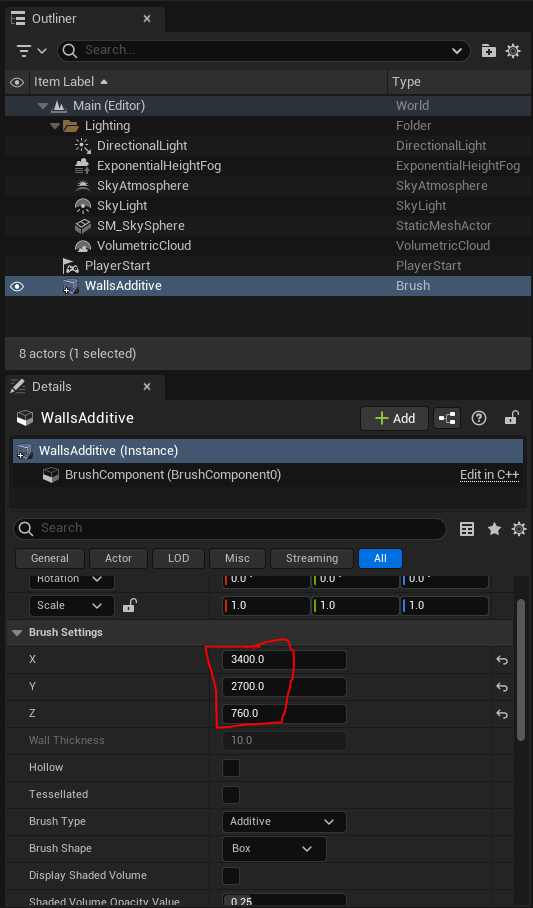 Outliner
Search...
Item Label Type
Main (Editor) World
Lighting Folder
DirectionalLight DirectionalLight
ExponentialHeightFog ExponentialHeightFog
SkyAtmosphere SkyAtmosphere
SkyLight SkyLight
SM_SkySphere StaticMeshActor
VolumetricCloud VolumetricCloud
PlayerStart PlayerStart
WallsAdditive Brush
8 actors (1 selected)
Details
WallsAdditive Add
WallsAdditive (Instance)
BrushComponent (BrushComponent0) Edit in C++
Search
General Actor LOD Misc Streaming All
Rotation 0.0 ° 0.0 ° 0.0 °
Scale 1.0 1.0 1.0
Brush Settings
X 3400.0
Y 2700.0
Z 760.0
Wall Thickness 10.0
Hollow
Tessellated
Brush Type Additive
Brush Shape Box
Display Shaded Volume
Shaded Volume Opacity Value 0.25